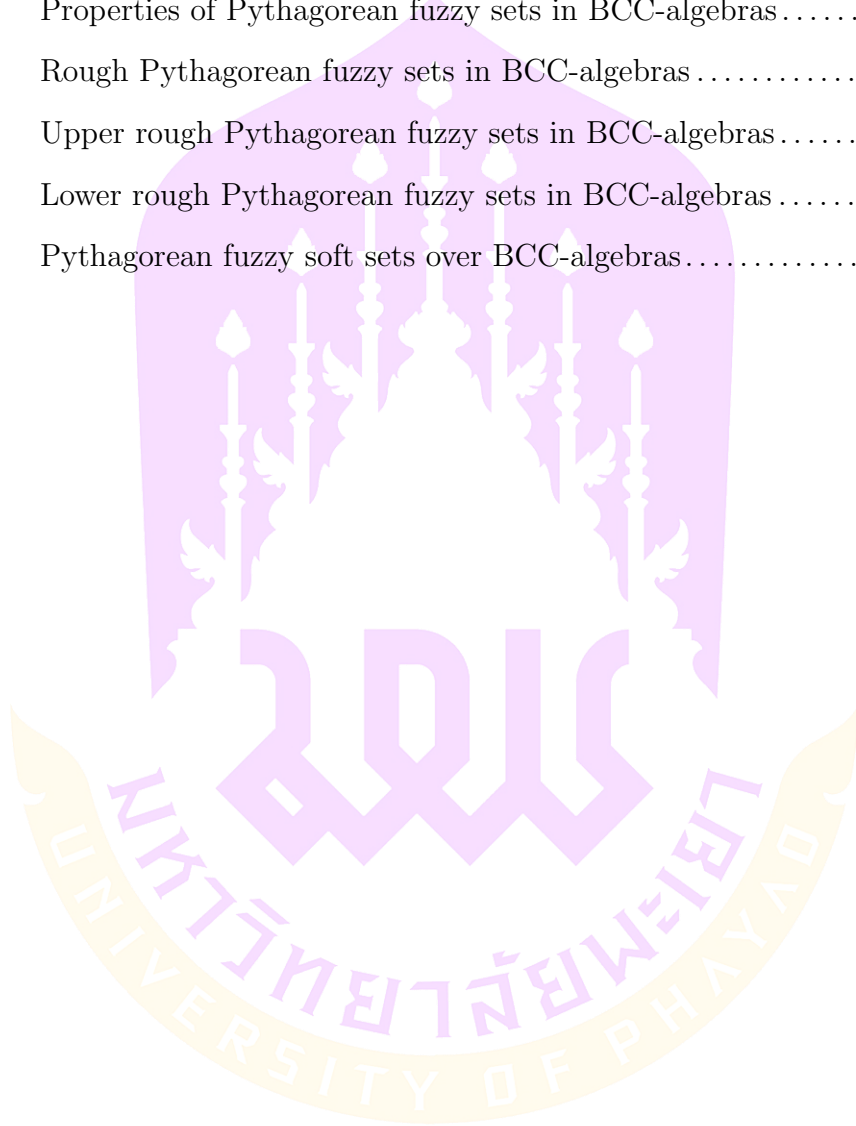 Properties of Pythagorean fuzzy sets in BCC-algebras......
Rough Pythagorean fuzzy sets in BCC-algebras............
Upper rough Pythagorean fuzzy sets in BCC-algebras......
Lower rough Pythagorean fuzzy sets in BCC-algebras......
Pythagorean fuzzy soft sets over BCC-algebras.............
มหาวิทยาลัยพะเยา
UNIVERSITY OF PHAYAO